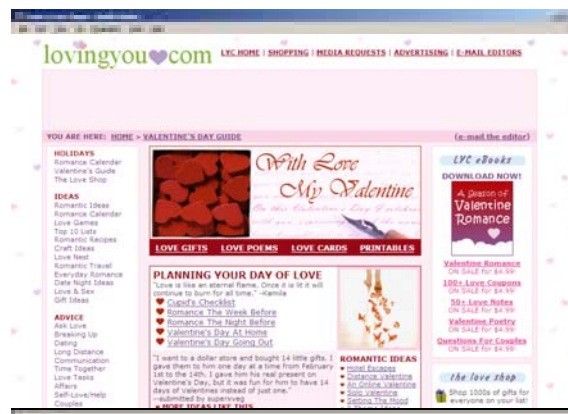 lovingyou com
LYC HOME | SHOPPING | MEDIA REQUESTS | ADVERTISING | E-MAIL EDITORS
YOU ARE HERE: HOME > VALENTINE'S DAY GUIDE
(e-mail the editor)
HOLIDAYS
Romance Calendar
Valentine's Guide
The Love Shop
IDEAS
Romantic Ideas
Romance Calendar
Love Games
Top 10 Lists
Romantic Recipes
Craft Ideas
Love Nest
Romantic Travel
Everyday Romance
Date Night Ideas
Love & Sex
Gift Ideas
ADVICE
Ask Love
Breaking Up
Dating
Long Distance
Communication
Time Together
Love Tasks
Affairs
Self-Love/Help
Couples
With Love
My Valentine
LOVE GIFTS LOVE POEMS LOVE CARDS PRINTABLES
PLANNING YOUR DAY OF LOVE
"Love is like an eternal flame. Once it is lit it will
continue to burn for all time." ~Kamila
Cupid's Checklist
Romance The Week Before
Romance The Night Before
Valentine's Day At Home
Valentine's Day Going Out
"I went to a dollar store and bought 14 little gifts. I
gave them to him one day at a time from February
1st to the 14th. I gave him his real present on
Valentine's Day, but it was fun for him to have 14
days of Valentines instead of just one."
--submitted by supervxeg
MORE IDEAS LIKE THIS
ROMANTIC IDEAS
Hotel Escapes
Distance Valentine
An Online Valentine
Solo Valentine
Setting The Mood
LYC eBooks
DOWNLOAD NOW!
A Season of
Valentine
Romance
Valentine Romance
ON SALE for $4.99!
100+ Love Coupons
ON SALE for $4.99!
50+ Love Notes
ON SALE for $4.99!
Valentine Poetry
ON SALE for $4.99!
Questions For Couples
ON SALE for $4.99!
the love shop
Shop 1000s of gifts
for everyone on your list!